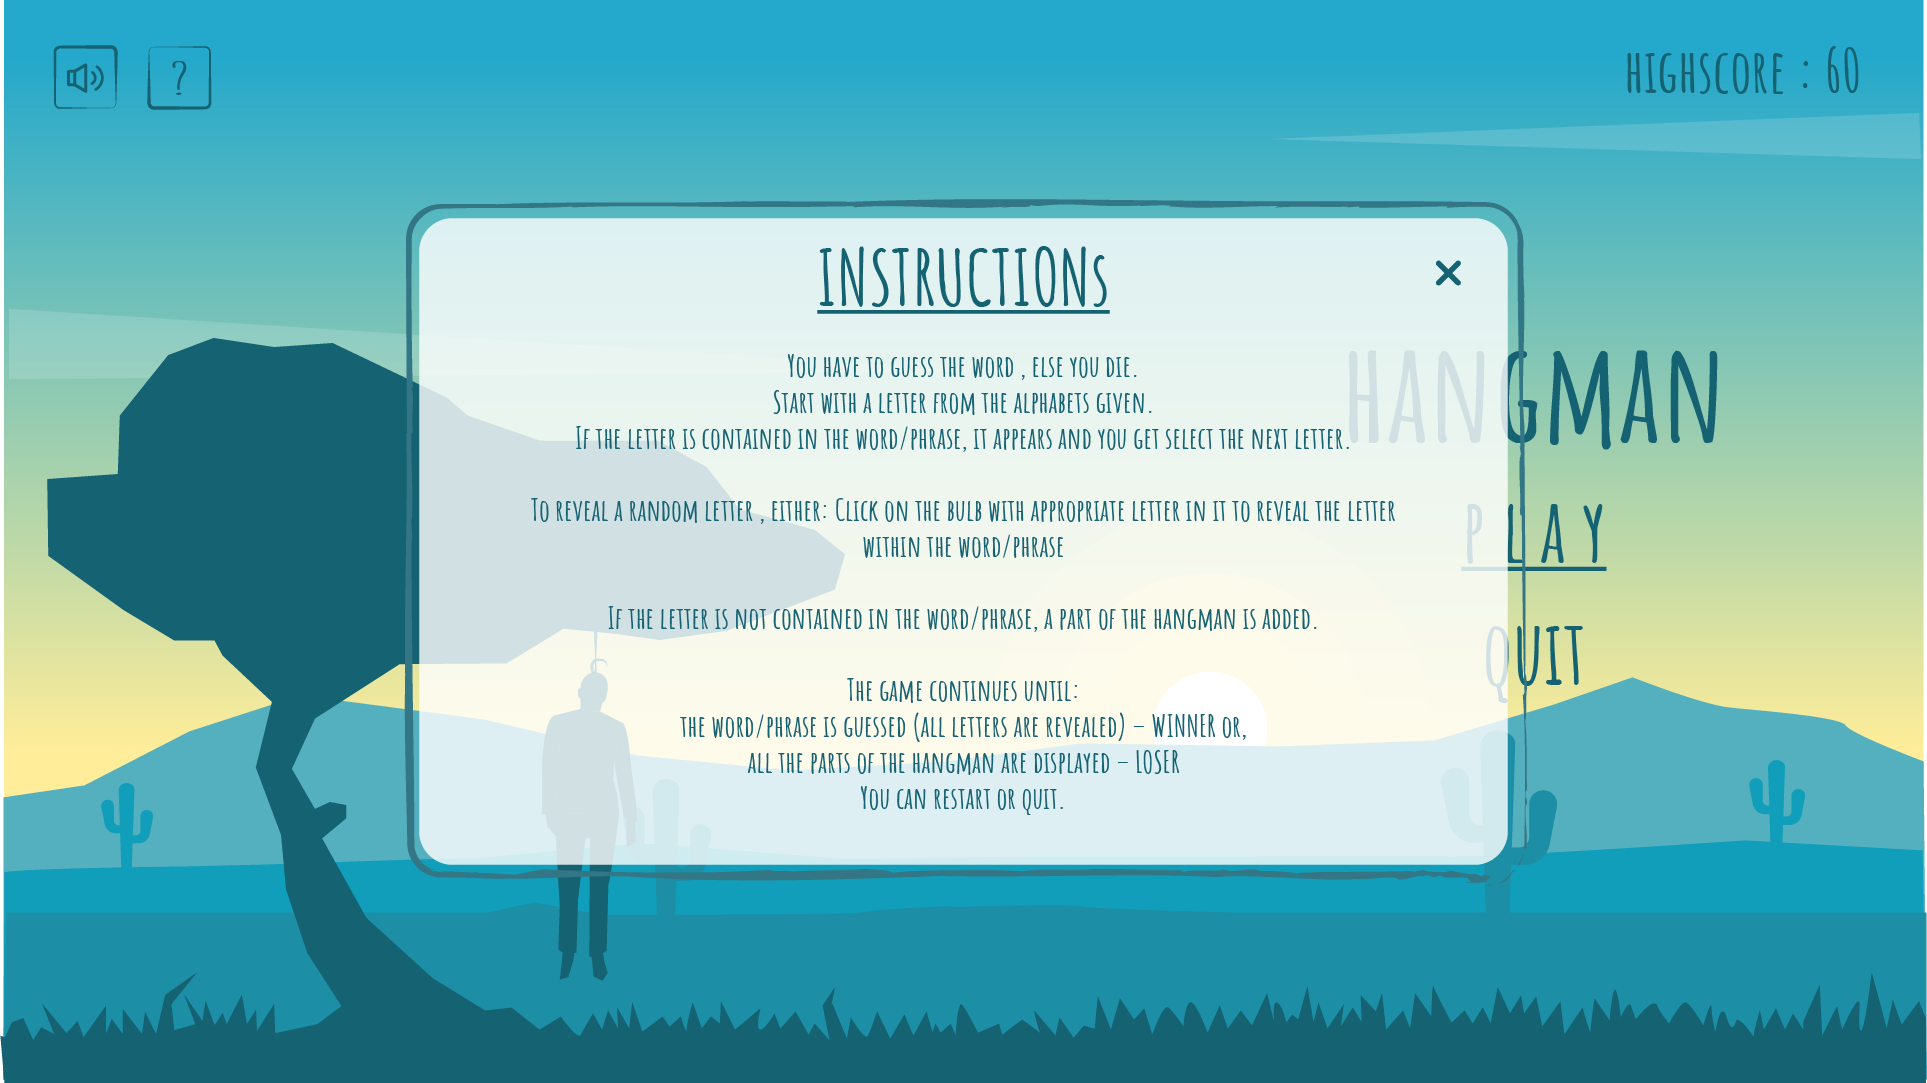 ?
HIGHSCORE : 60
INSTRUCTIONS
YOU HAVE TO GUESS THE WORD , ELSE YOU DIE.
START WITH A LETTER FROM THE ALPHABETS GIVEN.
IF THE LETTER IS CONTAINED IN THE WORD/PHRASE, IT APPEARS AND YOU GET SELECT THE NEXT LETTER.
TO REVEAL A RANDOM LETTER , EITHER: CLICK ON THE BULB WITH APPROPRIATE LETTER IN IT TO REVEAL THE LETTER
WITHIN THE WORD/PHRASE
IF THE LETTER IS NOT CONTAINED IN THE WORD/PHRASE, A PART OF THE HANGMAN IS ADDED.
THE GAME CONTINUES UNTIL:
THE WORD/PHRASE IS GUESSED (ALL LETTERS ARE REVEALED) – WINNER OR,
ALL THE PARTS OF THE HANGMAN ARE DISPLAYED – LOSER
YOU CAN RESTART OR QUIT.
HANGMAN
PLAY
QUIT